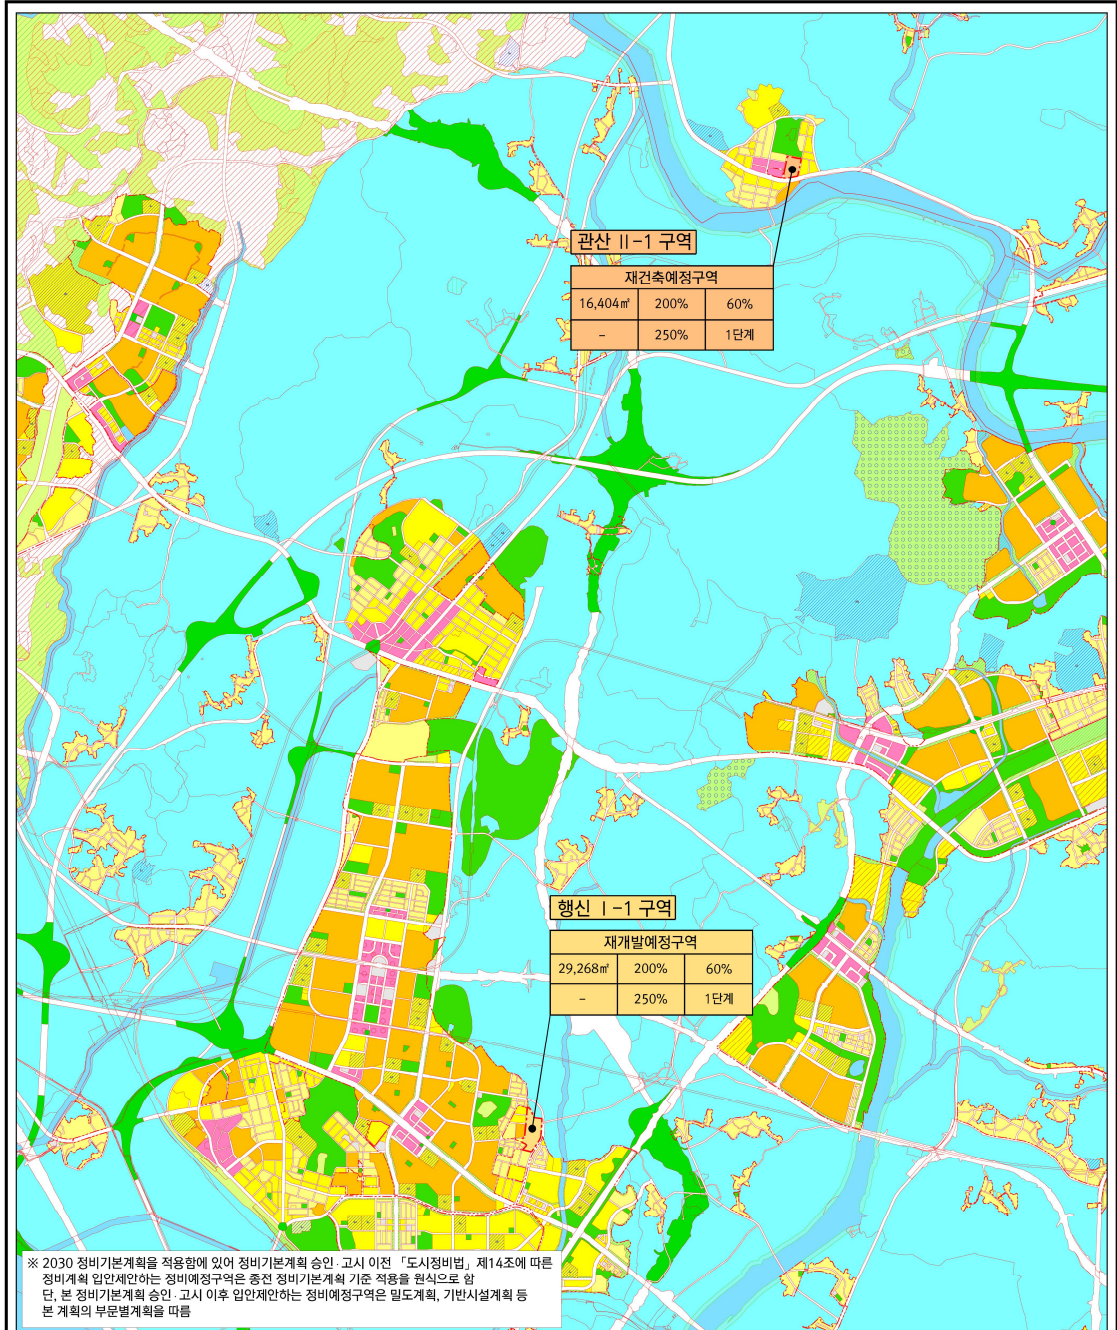 관산 Ⅱ-1 구역
재건축예정구역
16,404㎡ 200% 60%
- 250% 1단계
행신 Ⅰ-1 구역
재개발예정구역
29,268㎡ 200% 60%
- 250% 1단계
※ 2030 정비기본계획을 적용함에 있어 정비기본계획 승인·고시 이전 「도시정비법」제14조에 따른
정비계획 입안제안하는 정비예정구역은 종전 정비기본계획 기준 적용을 원칙으로 함
단, 본 정비기본계획 승인·고시 이후 입안제안하는 정비예정구역은 밀도계획, 기반시설계획 등
본 계획의 부문별계획을 따름